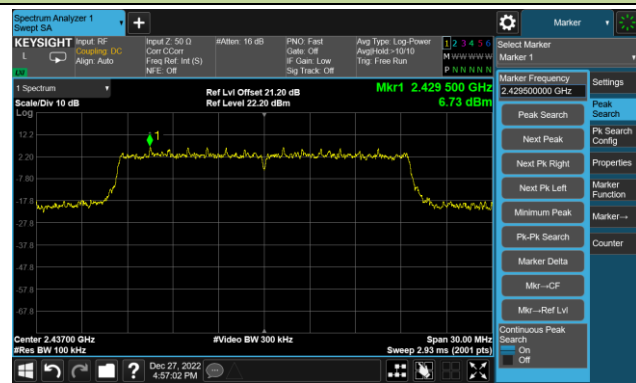 Spectrum Analyzer 1
Swept SA
Marker
KEYSIGHT
L
Input: RF
Coupling: DC
Align: Auto
Input Z: 50 Ω
Corr CCorr
Freq Ref: Int (S)
NFE: Off
#Atten: 16 dB
PNO: Fast
Gate: Off
IF Gain: Low
Sig Track: Off
Avg Type: Log-Power
Avg|Hold:>10/10
Trig: Free Run
1 2 3 4 5 6
M W W W W W
P N N N N N
LW
Select Marker
Marker 1
1 Spectrum
Scale/Div 10 dB
Log
Ref Lvl Offset 21.20 dB
Ref Level 22.20 dBm
Mkr1 2.429 500 GHz
6.73 dBm
12.2
2.20
-7.80
-17.8
-27.8
-37.8
-47.8
-57.8
-67.8
1
Center 2.43700 GHz
#Res BW 100 kHz
#Video BW 300 kHz
Span 30.00 MHz
Sweep 2.93 ms (2001 pts)
Marker Frequency
2.429500000 GHz
Peak Search
Next Peak
Next Pk Right
Next Pk Left
Minimum Peak
Pk-Pk Search
Marker Delta
Mkr→CF
Mkr→Ref Lvl
Continuous Peak
Search
On
Off
Settings
Peak
Search
Pk Search
Config
Properties
Marker
Function
Marker→
Counter
?
Dec 27, 2022
4:57:02 PM